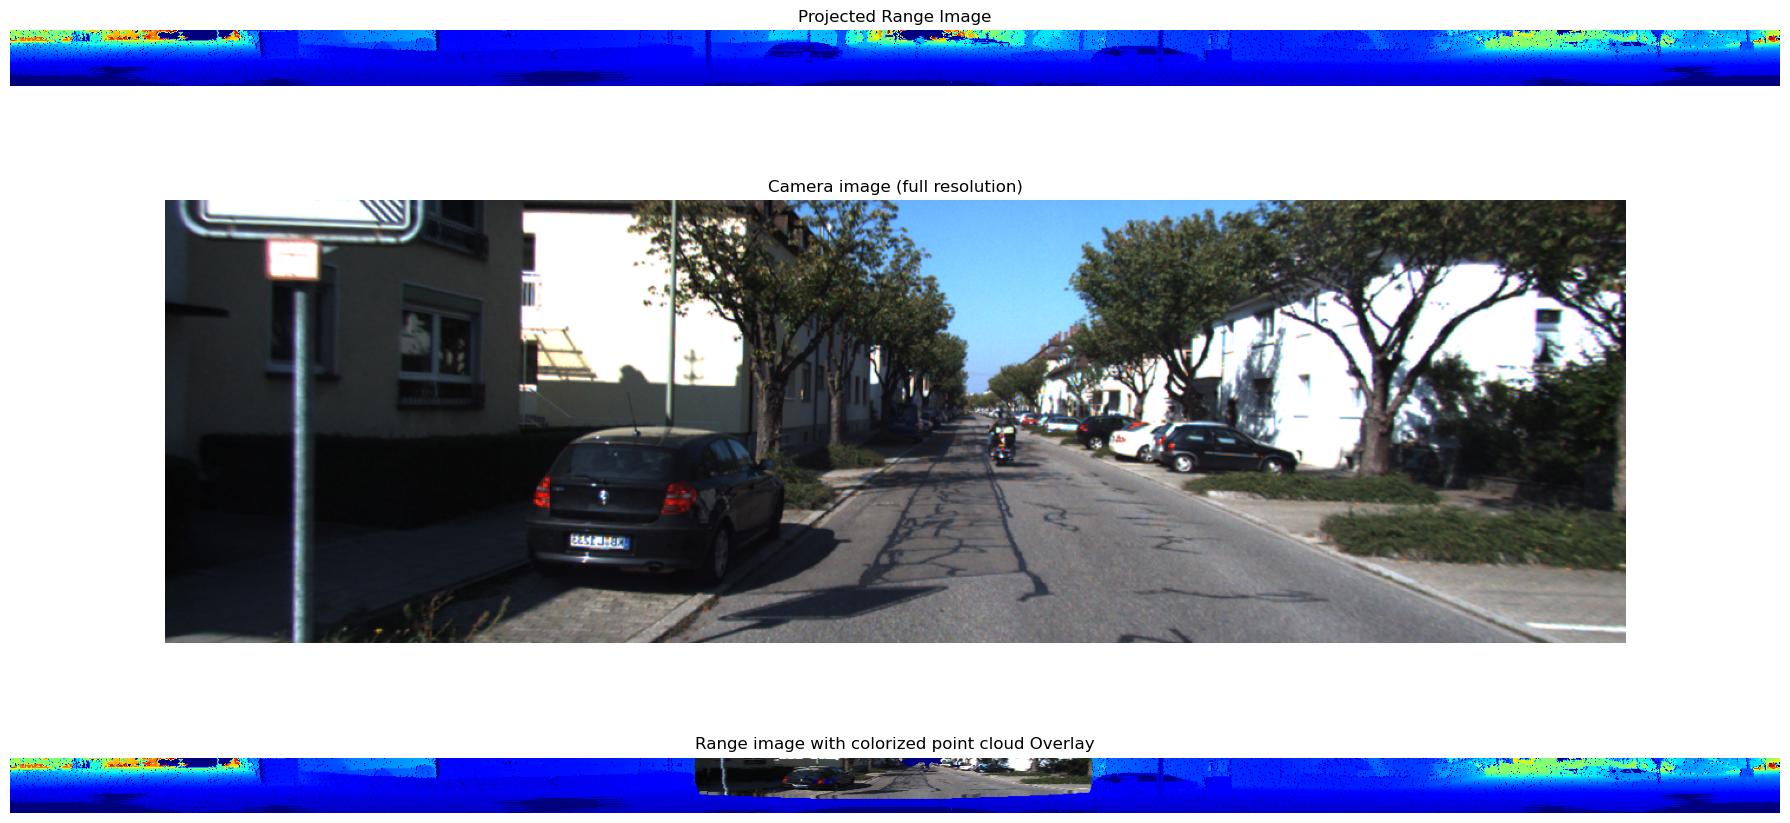 Projected Range Image
Camera image (full resolution)
Range image with colorized point cloud Overlay